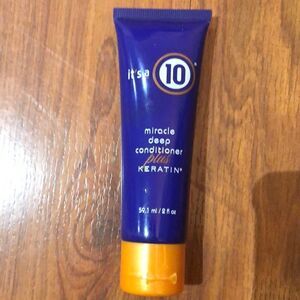 it's a 10
miracle
deep
conditioner
plus
KERATIN®
59.1 ml / 2 fl oz